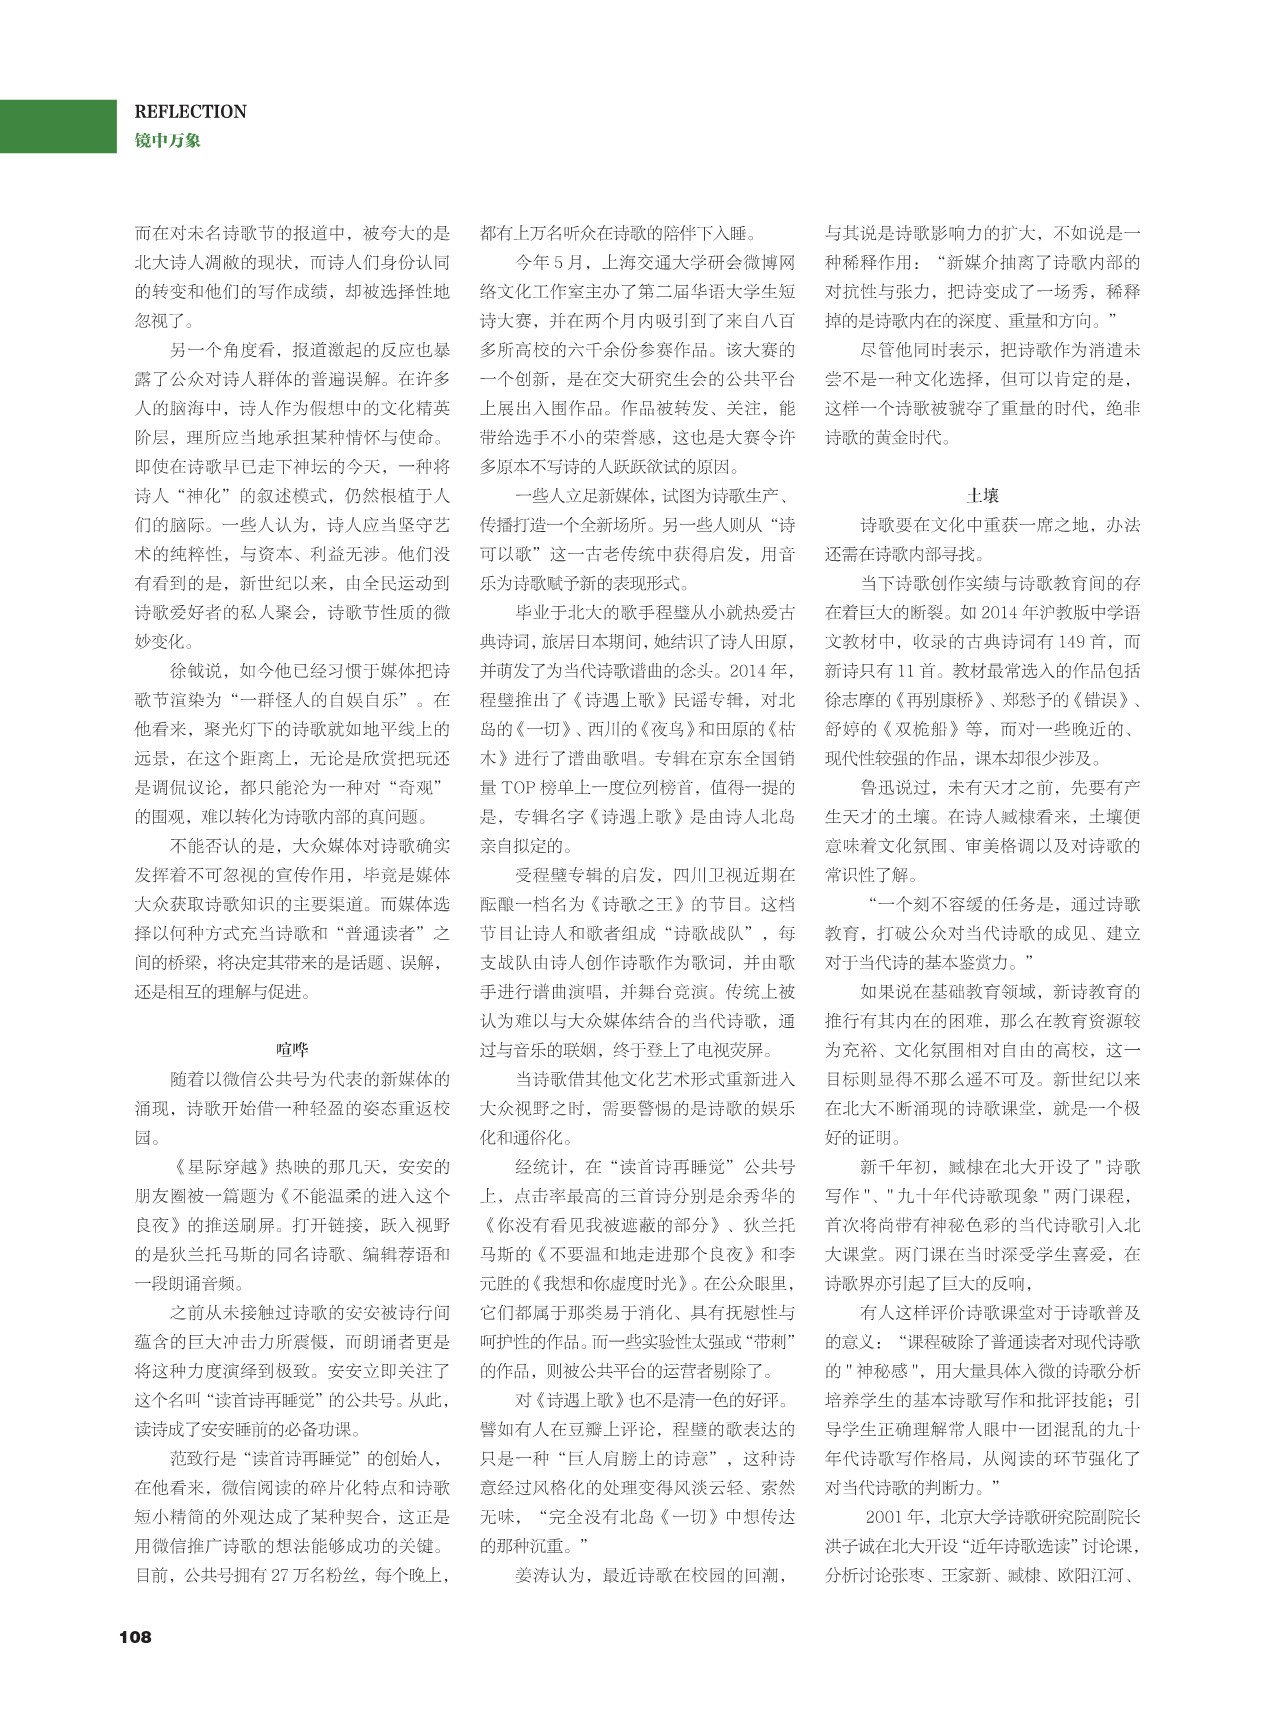 REFLECTION
镜中万象
而在对未名诗歌节的报道中，被夸大的是
北大诗人凋敝的现状，而诗人们身份认同
的转变和他们的写作成绩，却被选择性地
忽视了。
另一个角度看，报道激起的反应也暴
露了公众对诗人群体的普遍误解。在许多
人的脑海中，诗人作为假想中的文化精英
阶层，理所应当地承担某种情怀与使命。
即使在诗歌早已走下神坛的今天，一种将
诗人“神化”的叙述模式，仍然根植于人
们的脑际。一些人认为，诗人应当坚守艺
术的纯粹性，与资本、利益无涉。他们没
有看到的是，新世纪以来，由全民运动到
诗歌爱好者的私人聚会，诗歌节性质的微
妙变化。
徐钺说，如今他已经习惯于媒体把诗
歌节渲染为“一群怪人的自娱自乐”。在
他看来，聚光灯下的诗歌就如地平线上的
远景，在这个距离上，无论是欣赏把玩还
是调侃议论，都只能沦为一种对“奇观”
的围观，难以转化为诗歌内部的真问题。
不能否认的是，大众媒体对诗歌确实
发挥着不可忽视的宣传作用，毕竟是媒体
大众获取诗歌知识的主要渠道。而媒体选
择以何种方式充当诗歌和“普通读者”之
间的桥梁，将决定其带来的是话题、误解，
还是相互的理解与促进。
喧哗
随着以微信公共号为代表的新媒体的
涌现，诗歌开始借一种轻盈的姿态重返校
园。
《星际穿越》热映的那几天，安安的
朋友圈被一篇题为《不能温柔的进入这个
良夜》的推送刷屏。打开链接，跃入视野
的是狄兰托马斯的同名诗歌、编辑荐语和
一段朗诵音频。
之前从未接触过诗歌的安安被诗行间
蕴含的巨大冲击力所震慑，而朗诵者更是
将这种力度演绎到极致。安安立即关注了
这个名叫“读首诗再睡觉”的公共号。从此，
读诗成了安安睡前的必备功课。
范致行是“读首诗再睡觉”的创始人，
在他看来，微信阅读的碎片化特点和诗歌
短小精简的外观达成了某种契合，这正是
用微信推广诗歌的想法能够成功的关键。
目前，公共号拥有 27 万名粉丝，每个晚上，
都有上万名听众在诗歌的陪伴下入睡。
今年 5 月，上海交通大学研会微博网
络文化工作室主办了第二届华语大学生短
诗大赛，并在两个月内吸引到了来自八百
多所高校的六千余份参赛作品。该大赛的
一个创新，是在交大研究生会的公共平台
上展出入围作品。作品被转发、关注，能
带给选手不小的荣誉感，这也是大赛令许
多原本不写诗的人跃跃欲试的原因。
一些人立足新媒体，试图为诗歌生产、
传播打造一个全新场所。另一些人则从“诗
可以歌”这一古老传统中获得启发，用音
乐为诗歌赋予新的表现形式。
毕业于北大的歌手程璧从小就热爱古
典诗词，旅居日本期间，她结识了诗人田原，
并萌发了为当代诗歌谱曲的念头。2014 年，
程璧推出了《诗遇上歌》民谣专辑，对北
岛的《一切》、西川的《夜鸟》和田原的《枯
木》进行了谱曲歌唱。专辑在京东全国销
量 TOP 榜单上一度位列榜首，值得一提的
是，专辑名字《诗遇上歌》是由诗人北岛
亲自拟定的。
受程璧专辑的启发，四川卫视近期在
酝酿一档名为《诗歌之王》的节目。这档
节目让诗人和歌者组成“诗歌战队”，每
支战队由诗人创作诗歌作为歌词，并由歌
手进行谱曲演唱，并舞台竞演。传统上被
认为难以与大众媒体结合的当代诗歌，通
过与音乐的联姻，终于登上了电视荧屏。
当诗歌借其他文化艺术形式重新进入
大众视野之时，需要警惕的是诗歌的娱乐
化和通俗化。
经统计，在“读首诗再睡觉”公共号
上，点击率最高的三首诗分别是余秀华的
《你没有看见我被遮蔽的部分》、狄兰托
马斯的《不要温和地走进那个良夜》和李
元胜的《我想和你虚度时光》。在公众眼里，
它们都属于那类易于消化、具有抚慰性与
呵护性的作品。而一些实验性太强或“带刺”
的作品，则被公共平台的运营者剔除了。
对《诗遇上歌》也不是清一色的好评。
譬如有人在豆瓣上评论，程璧的歌表达的
只是一种“巨人肩膀上的诗意”，这种诗
意经过风格化的处理变得风淡云轻、索然
无味，“完全没有北岛《一切》中想传达
的那种沉重。”
姜涛认为，最近诗歌在校园的回潮，
与其说是诗歌影响力的扩大，不如说是一
种稀释作用：“新媒介抽离了诗歌内部的
对抗性与张力，把诗变成了一场秀，稀释
掉的是诗歌内在的深度、重量和方向。”
尽管他同时表示，把诗歌作为消遣未
尝不是一种文化选择，但可以肯定的是，
这样一个诗歌被虢夺了重量的时代，绝非
诗歌的黄金时代。
土壤
诗歌要在文化中重获一席之地，办法
还需在诗歌内部寻找。
当下诗歌创作实绩与诗歌教育间的存
在着巨大的断裂。如 2014 年沪教版中学语
文教材中，收录的古典诗词有 149 首，而
新诗只有 11 首。教材最常选入的作品包括
徐志摩的《再别康桥》、郑愁予的《错误》、
舒婷的《双桅船》等，而对一些晚近的、
现代性较强的作品，课本却很少涉及。
鲁迅说过，未有天才之前，先要有产
生天才的土壤。在诗人臧棣看来，土壤便
意味着文化氛围、审美格调以及对诗歌的
常识性了解。
“一个刻不容缓的任务是，通过诗歌
教育，打破公众对当代诗歌的成见、建立
对于当代诗的基本鉴赏力。”
如果说在基础教育领域，新诗教育的
推行有其内在的困难，那么在教育资源较
为充裕、文化氛围相对自由的高校，这一
目标则显得不那么遥不可及。新世纪以来
在北大不断涌现的诗歌课堂，就是一个极
好的证明。
新千年初，臧棣在北大开设了"诗歌
写作"、"九十年代诗歌现象"两门课程，
首次将尚带有神秘色彩的当代诗歌引入北
大课堂。两门课在当时深受学生喜爱，在
诗歌界亦引起了巨大的反响，
有人这样评价诗歌课堂对于诗歌普及
的意义：“课程破除了普通读者对现代诗歌
的"神秘感"，用大量具体入微的诗歌分析
培养学生的基本诗歌写作和批评技能；引
导学生正确理解常人眼中一团混乱的九十
年代诗歌写作格局，从阅读的环节强化了
对当代诗歌的判断力。”
2001 年，北京大学诗歌研究院副院长
洪子诚在北大开设“近年诗歌选读”讨论课，
分析讨论张枣、王家新、臧棣、欧阳江河、
108